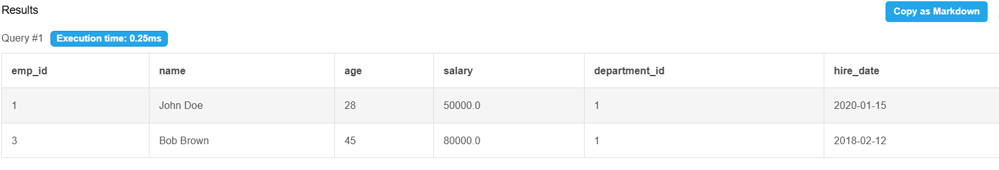 Results
Copy as Markdown
Query #1 Execution time: 0.25ms
emp_id name age salary department_id hire_date
1 John Doe 28 50000.0 1 2020-01-15
3 Bob Brown 45 80000.0 1 2018-02-12